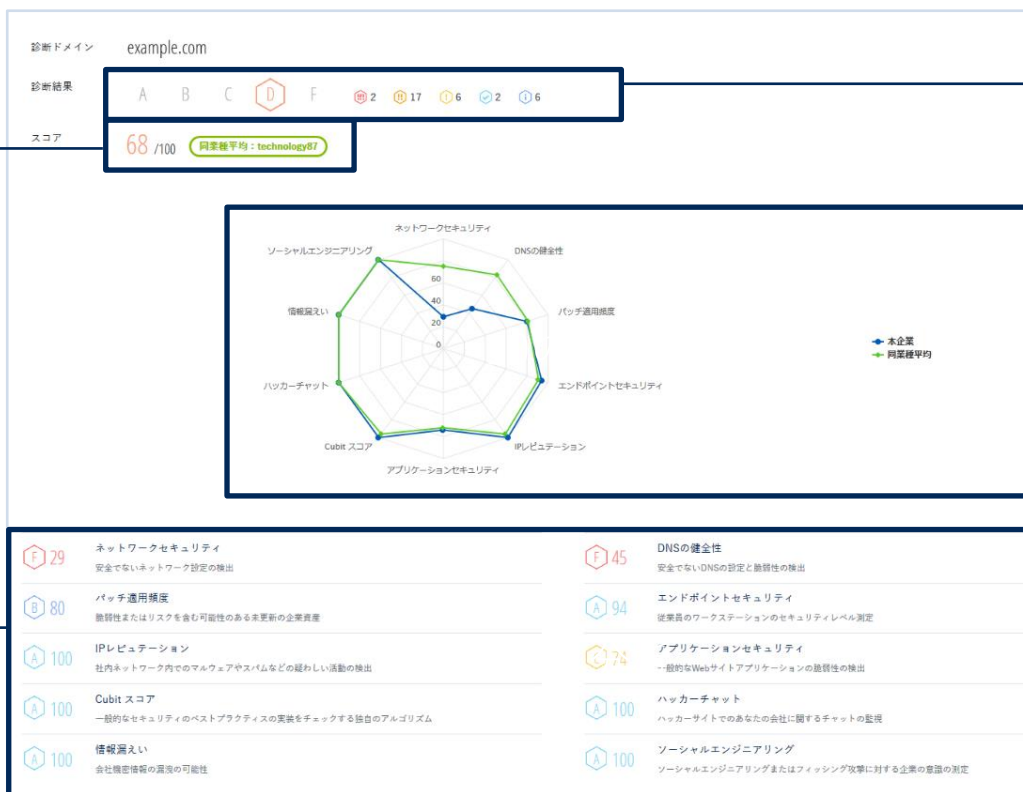 診断ドメイン example.com
診断結果 A B C D F 2 17 6 2 6
スコア 68 /100 同業種平均：technology87
ネットワークセキュリティ
ソーシャルエンジニアリング DNSの健全性
情報漏えい パッチ適用頻度
ハッカーチャット エンドポイントセキュリティ
Cubit スコア IPレピュテーション
アプリケーションセキュリティ
60
40
20
0
本企業
同業種平均
F 29 ネットワークセキュリティ
安全でないネットワーク設定の検出
F 45 DNSの健全性
安全でないDNSの設定と脆弱性の検出
B 80 パッチ適用頻度
脆弱性またはリスクを含む可能性のある未更新の企業資産
A 94 エンドポイントセキュリティ
従業員のワークステーションのセキュリティレベル測定
A 100 IPレピュテーション
社内ネットワーク内でのマルウェアやスパムなどの疑わしい活動の検出
C 74 アプリケーションセキュリティ
--般的なWebサイトアプリケーションの脆弱性の検出
A 100 Cubit スコア
一般的なセキュリティのベストプラクティスの実装をチェックする独自のアルゴリズム
A 100 ハッカーチャット
ハッカーサイトでのあなたの会社に関するチャットの監視
A 100 情報漏えい
会社機密情報の漏洩の可能性
A 100 ソーシャルエンジニアリング
ソーシャルエンジニアリングまたはフィッシング攻撃に対する企業の意識の測定